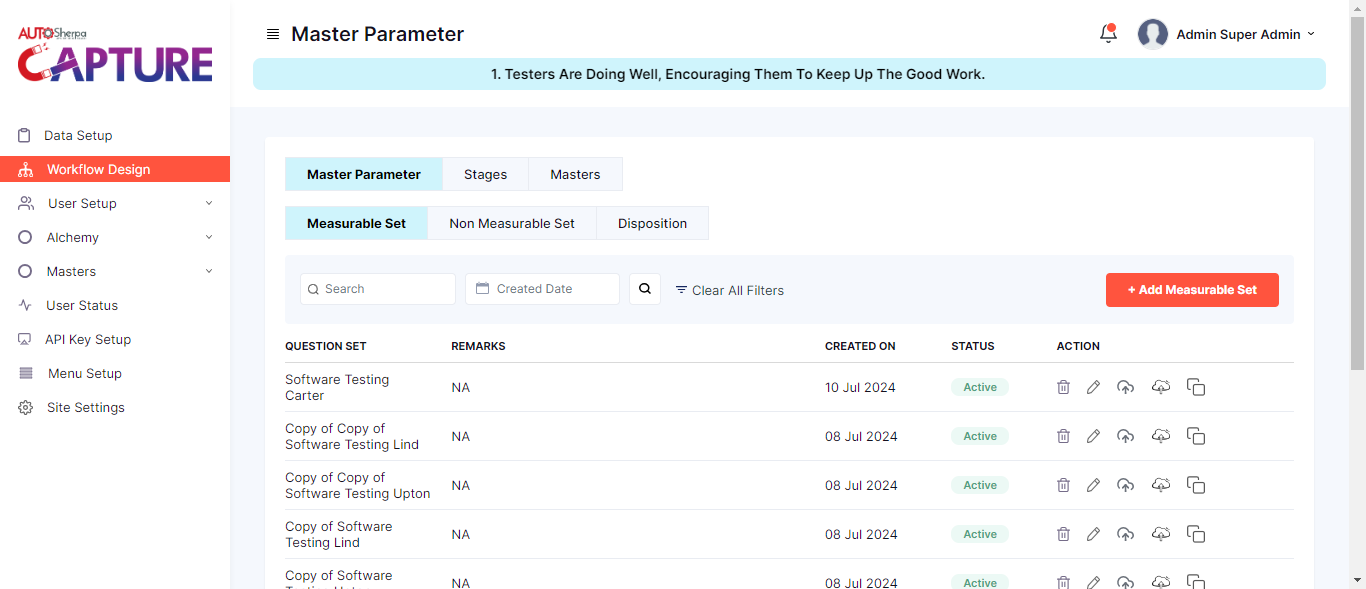 AUTOSherpa
CAPTURE
Master Parameter
Admin Super Admin
1. Testers Are Doing Well, Encouraging Them To Keep Up The Good Work.
Data Setup
Workflow Design
User Setup
Alchemy
Masters
User Status
API Key Setup
Menu Setup
Site Settings
Master Parameter Stages Masters
Measurable Set Non Measurable Set Disposition
Search Created Date Clear All Filters + Add Measurable Set
QUESTION SET REMARKS CREATED ON STATUS ACTION
Software Testing
Carter
NA 10 Jul 2024 Active
Copy of Copy of
Software Testing Lind
NA 08 Jul 2024 Active
Copy of Copy of
Software Testing Upton
NA 08 Jul 2024 Active
Copy of Software
Testing Lind
NA 08 Jul 2024 Active
Copy of Software
NA 08 Jul 2024 Active